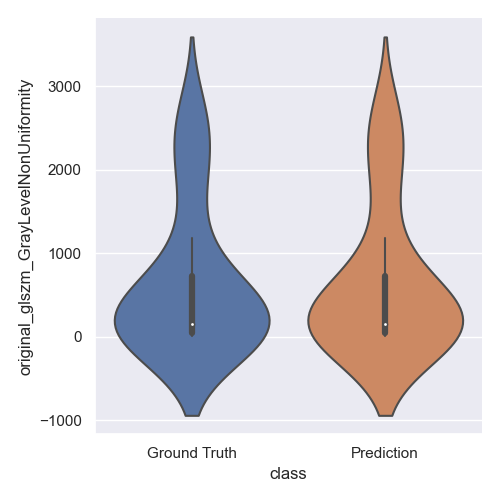 original_glszm_GrayLevelNonUniformity
3000
2000
1000
0
−1000
Ground Truth
Prediction
class